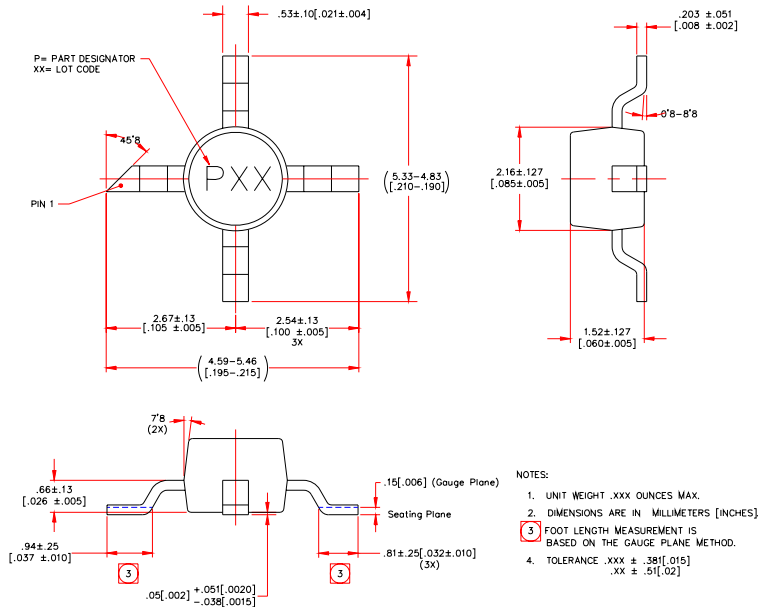 .53±.10[.021±.004]
.203 ±.051
[.008 ±.002]
P= PART DESIGNATOR
XX= LOT CODE
45°8
0°8-8°8
PXX
5.33-4.83
[.210-.190]
2.16±.127
[.085±.005]
PIN 1
2.67±.13
[.105 ±.005]
2.54±.13
[.100 ±.005]
3X
1.52±.127
[.060±.005]
4.59-5.46
[.195-.215]
7°8
(2X)
.66±.13
[.026 ±.005]
.15[.006] (Gauge Plane)
Seating Plane
.94±.25
[.037 ±.010]
3
3
.81±.25[.032±.010]
(3X)
.05[.002] +.051[.0020]
-.038[.0015]
NOTES:
1. UNIT WEIGHT .XXX OUNCES MAX.
2. DIMENSIONS ARE IN MILLIMETERS [INCHES]
3 FOOT LENGTH MEASUREMENT IS
BASED ON THE GAUGE PLANE METHOD.
4. TOLERANCE .XXX ± .381[.015]
.XX ± .51[.02]